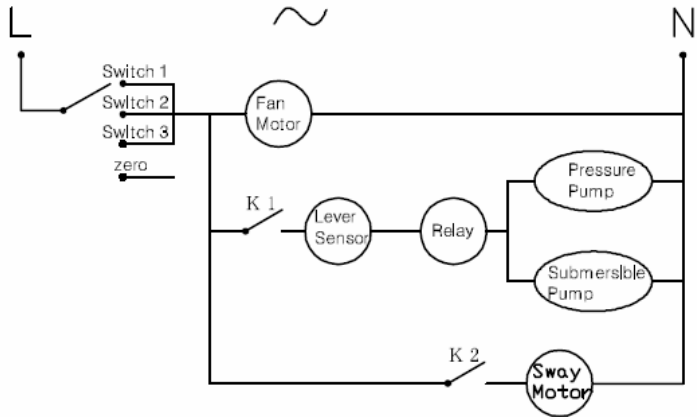 L
N
Switch 1
Switch 2
Switch 3
zero
Fan
Motor
K 1
Lever
Sensor
Relay
Pressure
Pump
Submersible
Pump
K 2
Sway
Motor